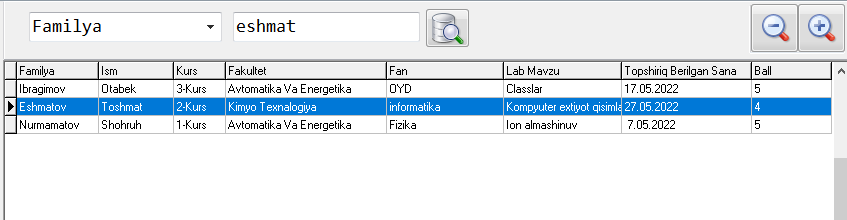 Familya eshmat
Familya Ism Kurs Fakultet Fan Lab Mavzu Topshiriq Berilgan Sana Ball
Ibragimov Otabek 3-Kurs Avtomatika Va Energetika OYD Classlar 17.05.2022 5
Eshmatov Toshmat 2-Kurs Kimyo Texnalogiya informatika Kompyuter extiyot qisimla 27.05.2022 4
Nurmamatov Shohruh 1-Kurs Avtomatika Va Energetika Fizika Ion almashinuv 7.05.2022 5